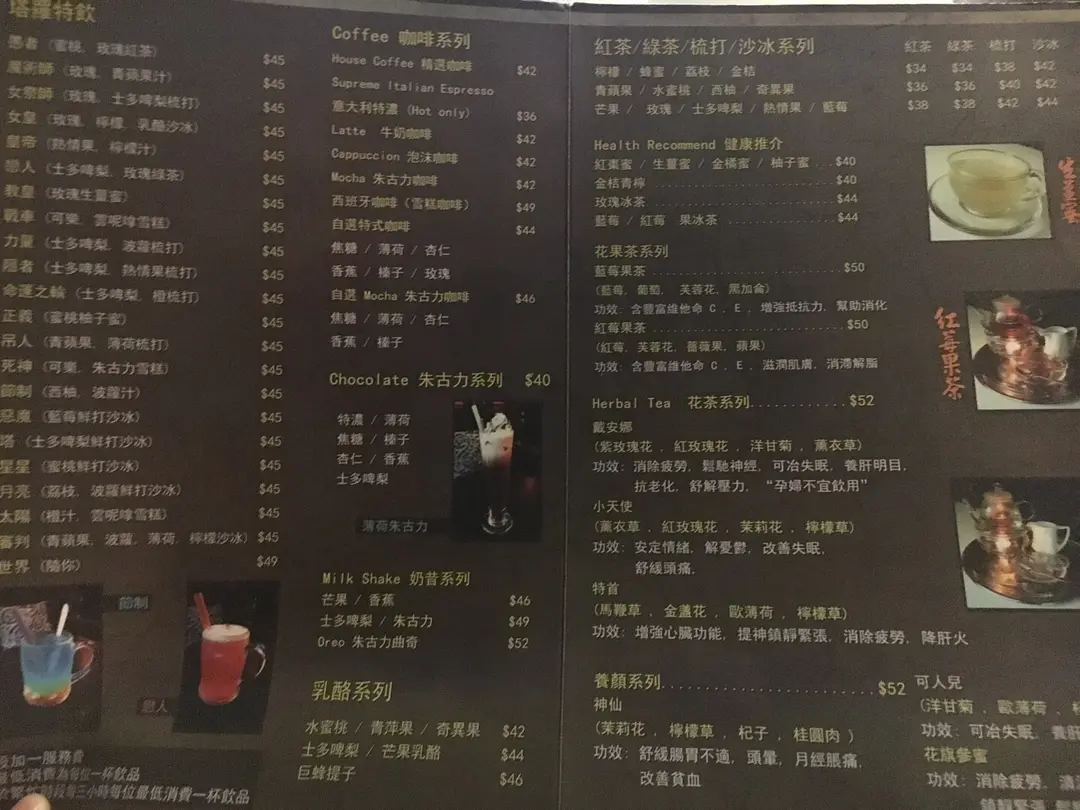 塔羅特飲
愚者 (蜜桃, 玫瑰紅茶) $45
魔術師 (玫瑰, 青蘋果汁) $45
女祭師 (玫瑰, 士多啤梨梳打) $45
女皇 (玫瑰, 檸檬, 乳酪沙冰) $45
皇帝 (熱情果, 檸檬汁) $45
戀人 (士多啤梨, 玫瑰綠茶) $45
教皇 (玫瑰生薑蜜) $45
戰車 (可樂, 雲呢嗱雪糕) $45
力量 (士多啤梨, 波蘿梳打) $45
隱者 (士多啤梨, 熱情果梳打) $45
命運之輪 (士多啤梨, 橙梳打) $45
正義 (蜜桃柚子蜜) $45
吊人 (青蘋果, 薄荷梳打) $45
死神 (可樂, 朱古力雪糕) $45
節制 (西柚, 波蘿汁) $45
惡魔 (藍莓鮮打沙冰) $45
塔 (士多啤梨鮮打沙冰) $45
星星 (蜜桃鮮打沙冰) $45
月亮 (荔枝, 波蘿鮮打沙冰) $45
太陽 (橙汁, 雲呢嗱雪糕) $45
審判 (青蘋果, 波蘿, 薄荷, 檸檬沙冰) $45
世界 (隨你) $49
節制
戀人
加一服務費
最低消費為每位一杯飲品
時段每三小時每位最低消費一杯飲品
Coffee 咖啡系列
House Coffee 精選咖啡 $42
Supreme Italian Espresso
意大利特濃 (Hot only) $36
Latte 牛奶咖啡 $42
Cappuccion 泡沫咖啡 $42
Mocha 朱古力咖啡 $42
西班牙咖啡 (雪糕咖啡) $49
自選特式咖啡 $44
焦糖 / 薄荷 / 杏仁
香蕉 / 榛子 / 玫瑰
自選 Mocha 朱古力咖啡 $46
焦糖 / 薄荷 / 杏仁
香蕉 / 榛子
Chocolate 朱古力系列 $40
特濃 / 薄荷
焦糖 / 榛子
杏仁 / 香蕉
士多啤梨
薄荷朱古力
Milk Shake 奶昔系列
芒果 / 香蕉 $46
士多啤梨 / 朱古力 $49
Oreo 朱古力曲奇 $52
乳酪系列
水蜜桃 / 青萍果 / 奇異果 $42
士多啤梨 / 芒果乳酪 $44
巨蜂提子 $46
紅茶/綠茶/梳打/沙冰系列 紅茶 綠茶 梳打 沙冰
檸檬 / 蜂蜜 / 荔枝 / 金桔 $34 $34 $38 $42
青蘋果 / 水蜜桃 / 西柚 / 奇異果 $36 $36 $40 $42
芒果 / 玫瑰 / 士多啤梨 / 熱情果 / 藍莓 $38 $38 $42 $44
Health Recommend 健康推介
紅棗蜜 / 生薑蜜 / 金橘蜜 / 柚子蜜 ...$40
金桔青檸 ........................$40
玫瑰冰茶 ........................$44
藍莓 / 紅莓 果冰茶 ..............$44
花果茶系列
藍莓果茶 ........................$50
(藍莓, 葡萄, 芙蓉花, 黑加侖)
功效: 含豐富維他命 C . E . 增強抵抗力, 幫助消化
紅莓果茶 ........................$50
(紅莓, 芙蓉花, 薔薇果, 蘋果)
功效: 含豐富維他命 C . E . 滋潤肌膚, 消滯解脂
Herbal Tea 花茶系列............$52
戴安娜
(紫玫瑰花 , 紅玫瑰花 , 洋甘菊 , 薰衣草)
功效: 消除疲勞, 鬆馳神經, 可冶失眠, 養肝明目,
抗老化, 舒解壓力, “孕婦不宜飲用”
小天使
(薰衣草 , 紅玫瑰花 , 茉莉花 , 檸檬草)
功效: 安定情緒, 解憂鬱, 改善失眠,
舒緩頭痛,
特首
(馬鞭草 , 金盞花 , 歐薄荷 , 檸檬草)
功效: 增強心臟功能, 提神鎮靜緊張, 消除疲勞, 降肝火
養顏系列........................$52
神仙
(茉莉花 , 檸檬草 , 杞子 , 桂圓肉 )
功效: 舒緩腸胃不適, 頭暈, 月經脹痛,
改善貧血
紅莓果茶
可人兒
(洋甘菊 , 歐薄荷 ,
功效: 可冶失眠, 養肝
花旗參蜜
功效: 消除疲勞,